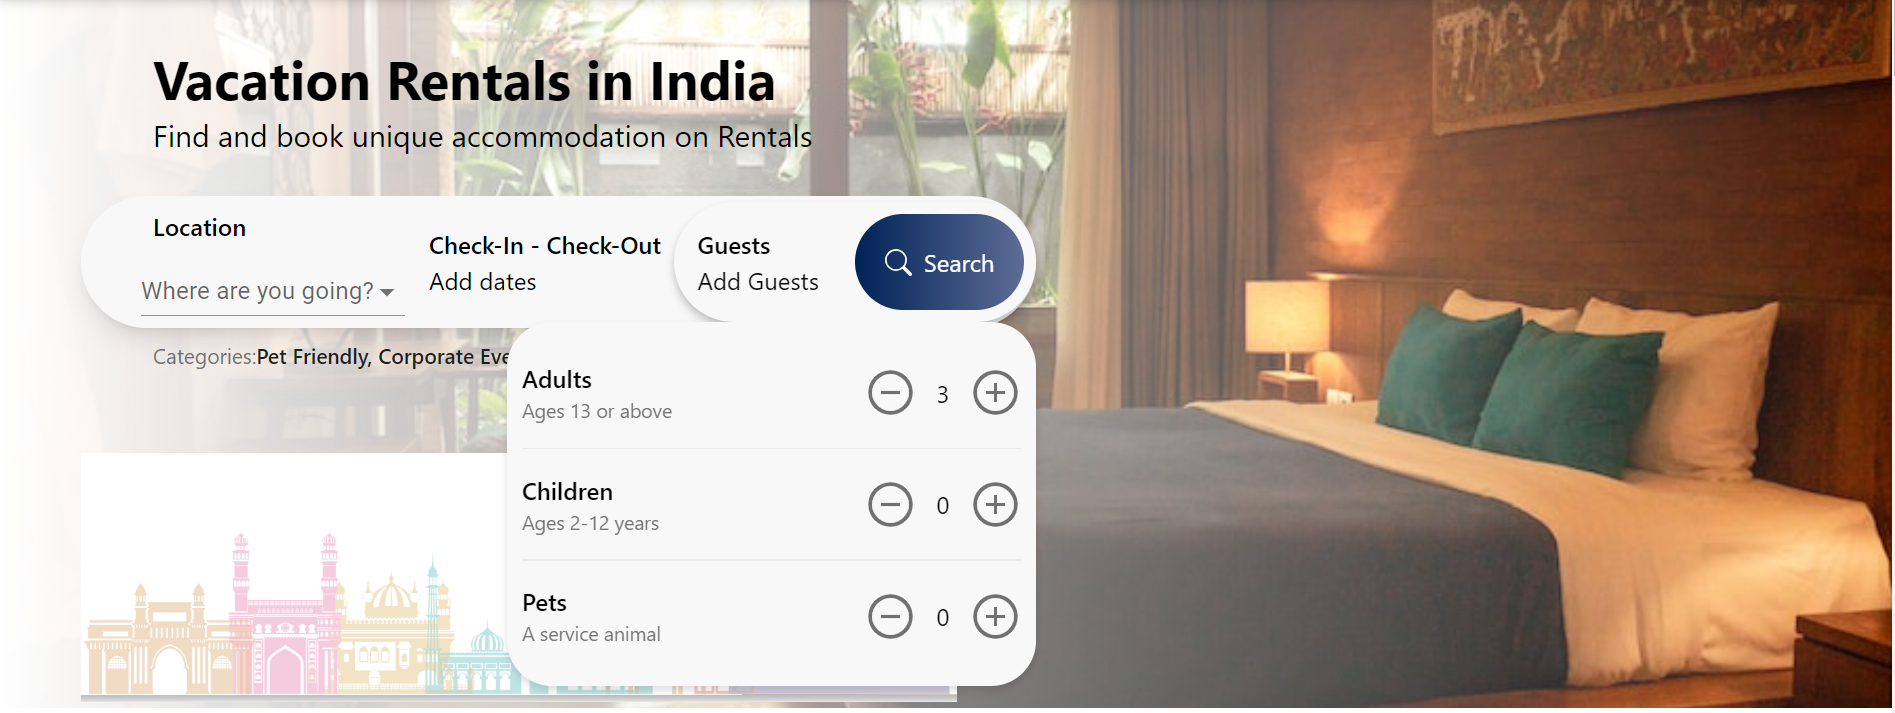 Vacation Rentals in India
Find and book unique accommodation on Rentals
Location
Where are you going?
Check-In - Check-Out
Add dates
Guests
Add Guests
Search
Categories:Pet Friendly, Corporate
Adults
Ages 13 or above
3
Children
Ages 2-12 years
0
Pets
A service animal
0